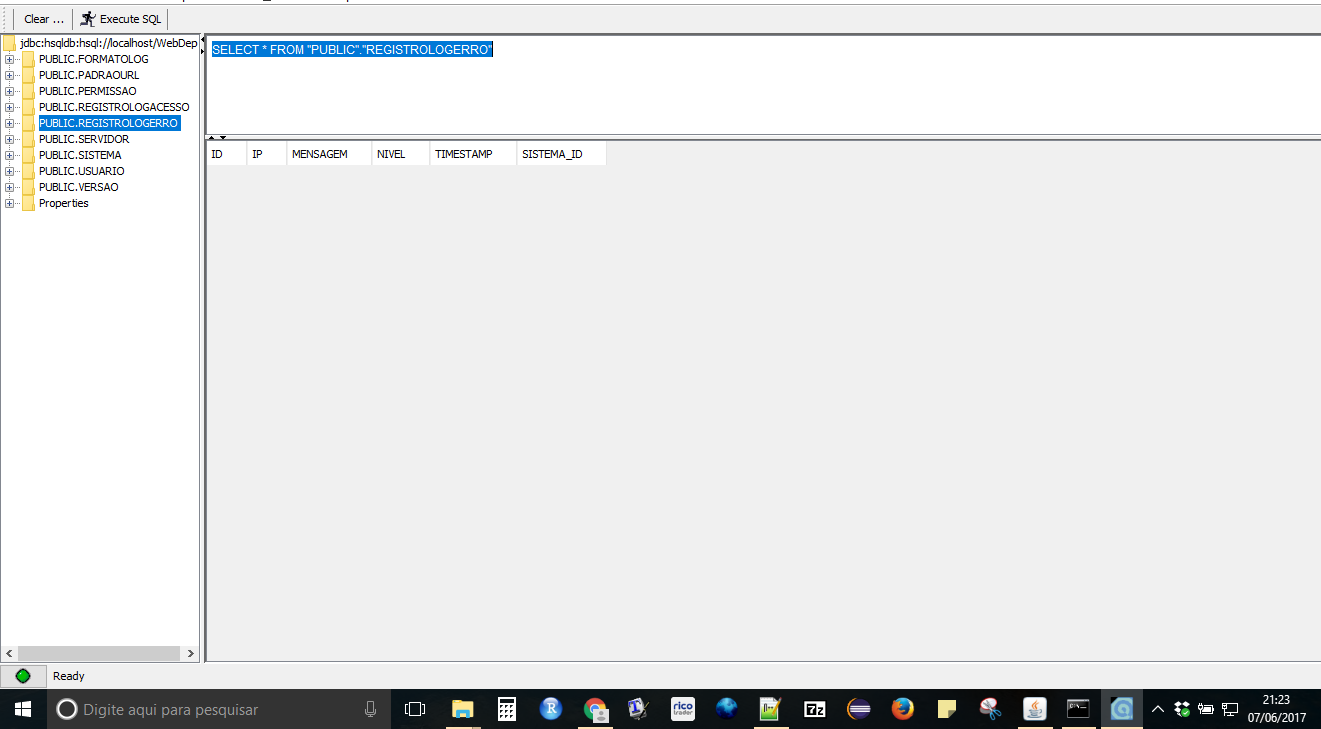 Clear ...
Execute SQL
jdbc:hsqldb:hsql://localhost/WebDep
PUBLIC.FORMATOLOG
PUBLIC.PADRAOURL
PUBLIC.PERMISSAO
PUBLIC.REGISTROLOGACESSO
PUBLIC.REGISTROLOGERRO
PUBLIC.SERVIDOR
PUBLIC.SISTEMA
PUBLIC.USUARIO
PUBLIC.VERSAO
Properties
SELECT * FROM "PUBLIC"."REGISTROLOGERRO"
ID IP MENSAGEM NIVEL TIMESTAMP SISTEMA_ID
Ready
Digite aqui para pesquisar
R
rico
trader
7z
21:23
07/06/2017